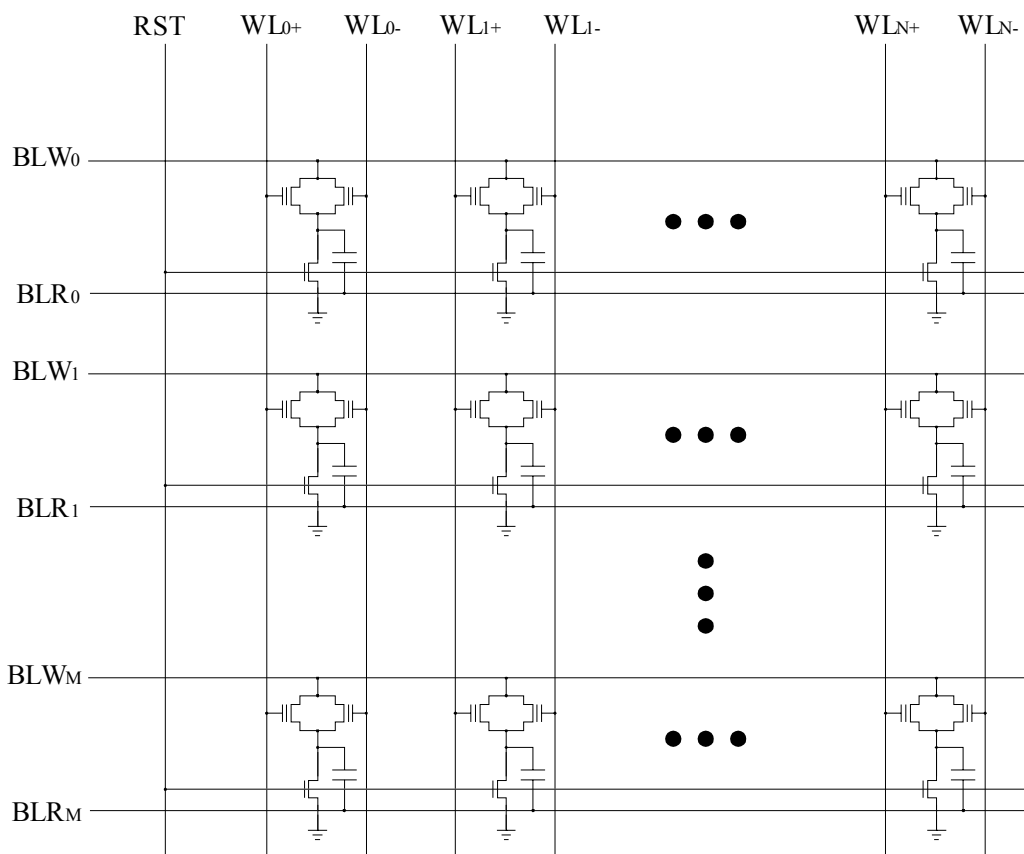 RST WL0+ WL0- WL1+ WL1- WLN+ WLN-
BLW0
BLR0
BLW1
BLR1
BLWM
BLRM